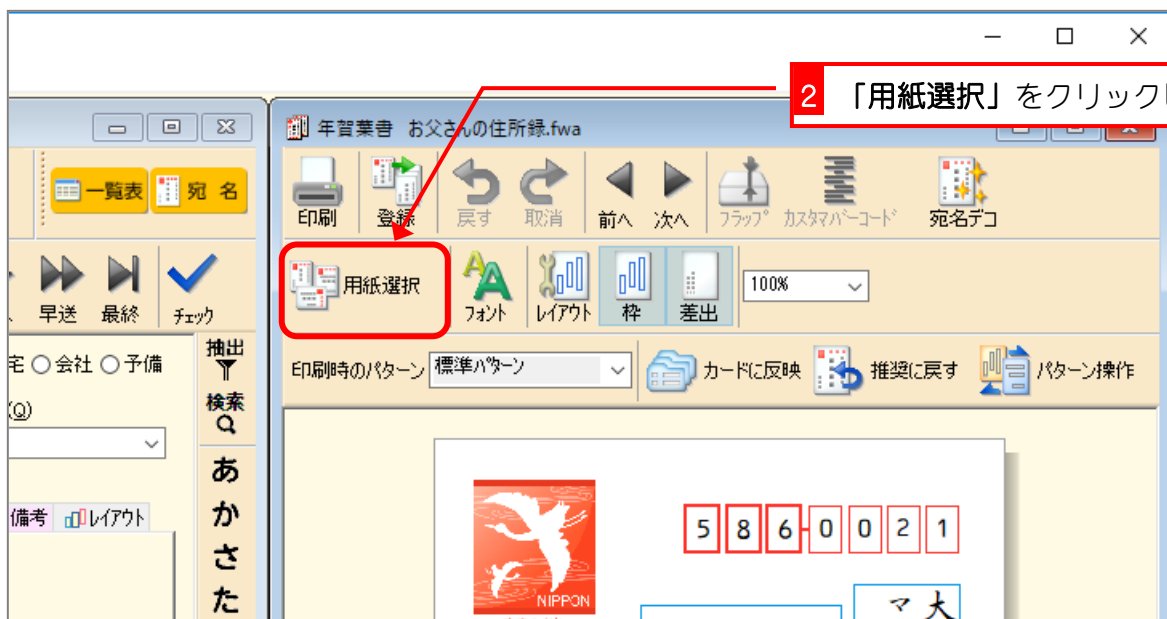 2 「用紙選択」をクリック
年賀葉書 お父さんの住所録.fwa
一覧表 宛 名
印刷 登録 戻す 取消 前へ 次へ フラップ カスタマバーコード 宛名デコ
早送 最終 チェック
用紙選択 フォント レイアウト 枠 差出 100%
宅 会社 予備
抽出
印刷時のパターン 標準パターン カードに反映 推奨に戻す パターン操作
(Q)
検索
あ
備考 レイアウト
か
さ
た
586-0021
NIPPON
マ 大